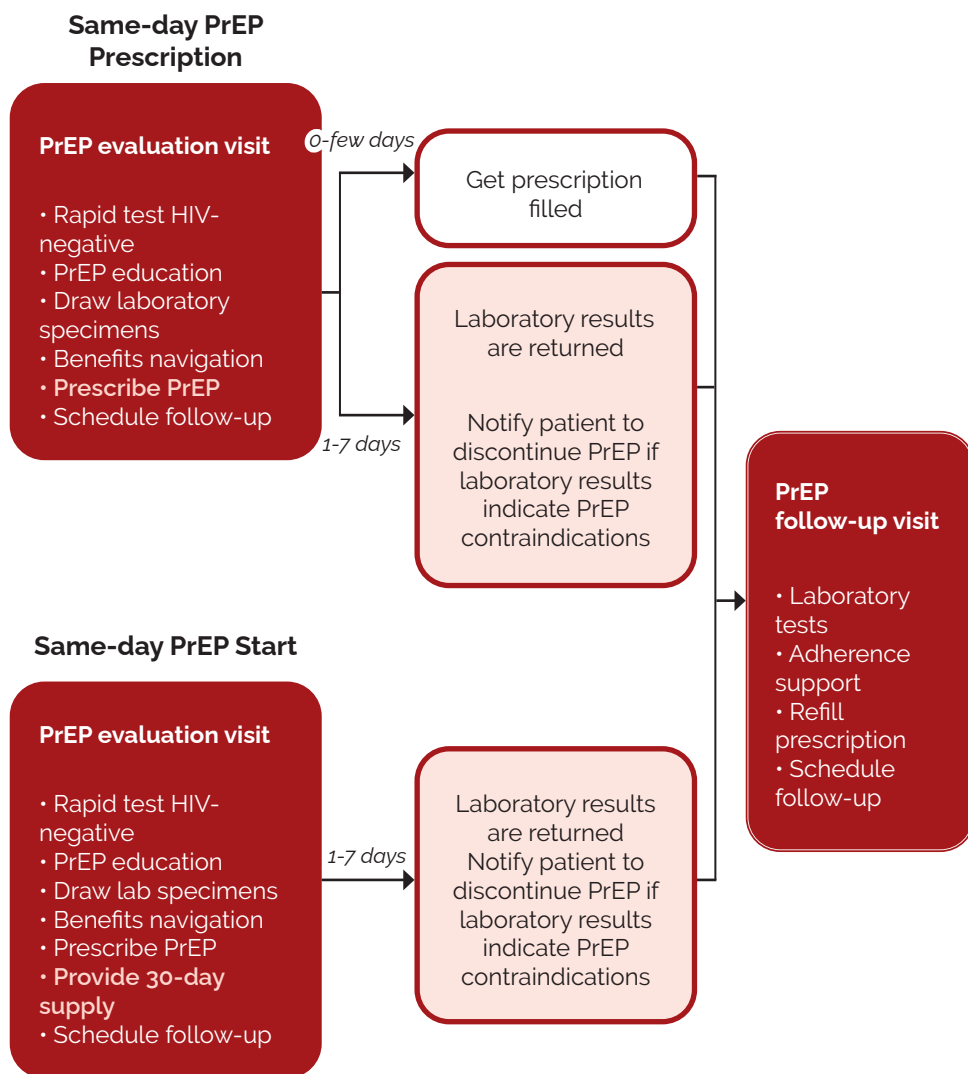 Same-day PrEP
Prescription
PrEP evaluation visit
• Rapid test HIV-
negative
• PrEP education
• Draw laboratory
specimens
• Benefits navigation
• Prescribe PrEP
• Schedule follow-up
0-few days
Get prescription
filled
1-7 days
Laboratory results
are returned
Notify patient to
discontinue PrEP if
laboratory results
indicate PrEP
contraindications
Same-day PrEP Start
PrEP evaluation visit
• Rapid test HIV-
negative
• PrEP education
• Draw lab specimens
• Benefits navigation
• Prescribe PrEP
• Provide 30-day
supply
• Schedule follow-up
1-7 days
Laboratory results
are returned
Notify patient to
discontinue PrEP if
laboratory results
indicate PrEP
contraindications
PrEP
follow-up visit
• Laboratory
tests
• Adherence
support
• Refill
prescription
• Schedule
follow-up